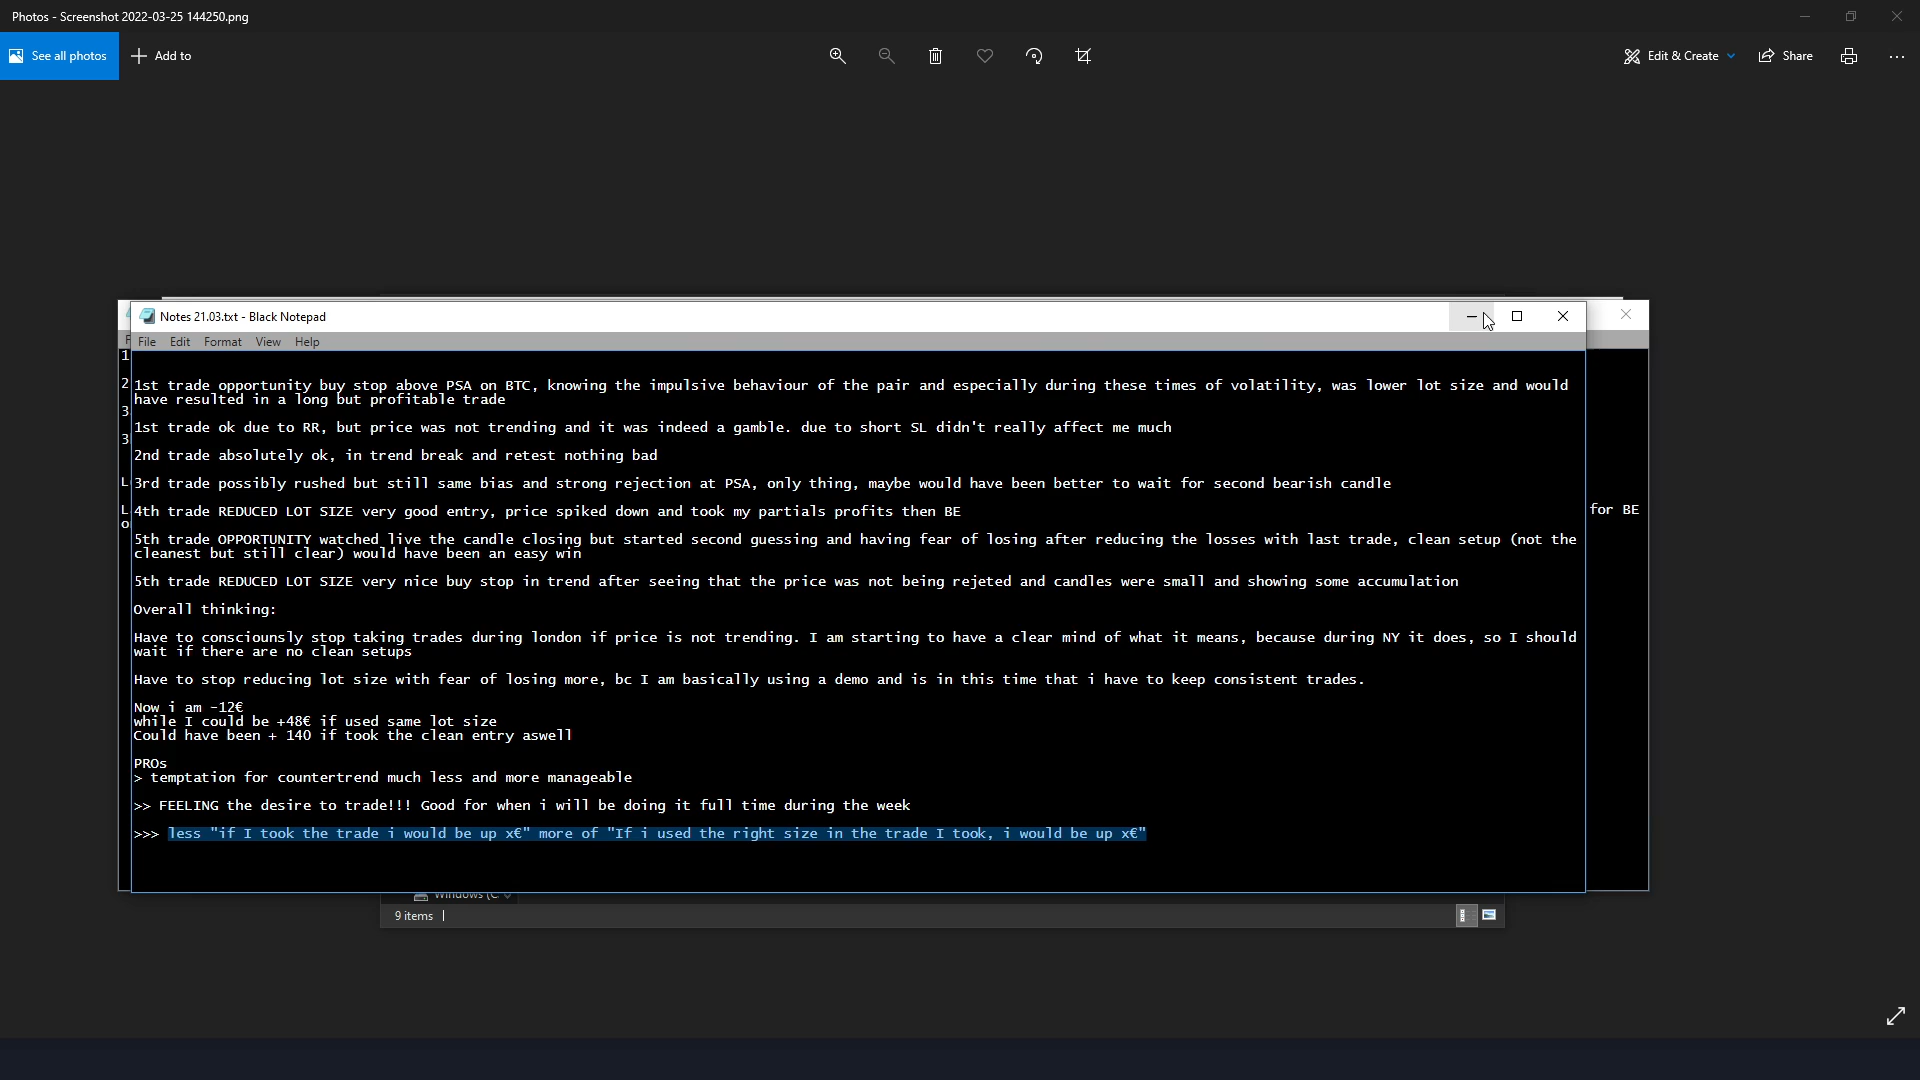 Photos - Screenshot 2022-03-25 144250.png
See all photos
Add to
Edit & Create
Share
Notes 21.03.txt - Black Notepad
File Edit Format View Help
1st trade opportunity buy stop above PSA on BTC, knowing the impulsive behaviour of the pair and especially during these times of volatility, was lower lot size and would
have resulted in a long but profitable trade
1st trade ok due to RR, but price was not trending and it was indeed a gamble. due to short SL didn't really affect me much
2nd trade absolutely ok, in trend break and retest nothing bad
3rd trade possibly rushed but still same bias and strong rejection at PSA, only thing, maybe would have been better to wait for second bearish candle
for BE
4th trade REDUCED LOT SIZE very good entry, price spiked down and took my partials profits then BE
5th trade OPPORTUNITY watched live the candle closing but started second guessing and having fear of losing after reducing the losses with last trade, clean setup (not the
cleanest but still clear) would have been an easy win
5th trade REDUCED LOT SIZE very nice buy stop in trend after seeing that the price was not being rejeted and candles were small and showing some accumulation
Overall thinking:
Have to consciounsly stop taking trades during london if price is not trending. I am starting to have a clear mind of what it means, because during NY it does, so I should
wait if there are no clean setups
Have to stop reducing lot size with fear of losing more, bc I am basically using a demo and is in this time that i have to keep consistent trades.
Now i am -12€
while I could be +48€ if used same lot size
Could have been + 140 if took the clean entry aswell
PROs
> temptation for countertrend much less and more manageable
>> FEELING the desire to trade!!! Good for when i will be doing it full time during the week
>>> less "if I took the trade i would be up x€" more of "If i used the right size in the trade I took, i would be up x€"
9 items